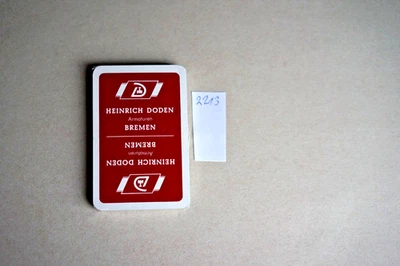 HEINRICH DODEN
Armaturen
BREMEN
BREMEN
Armaturen
HEINRICH DODEN
2213